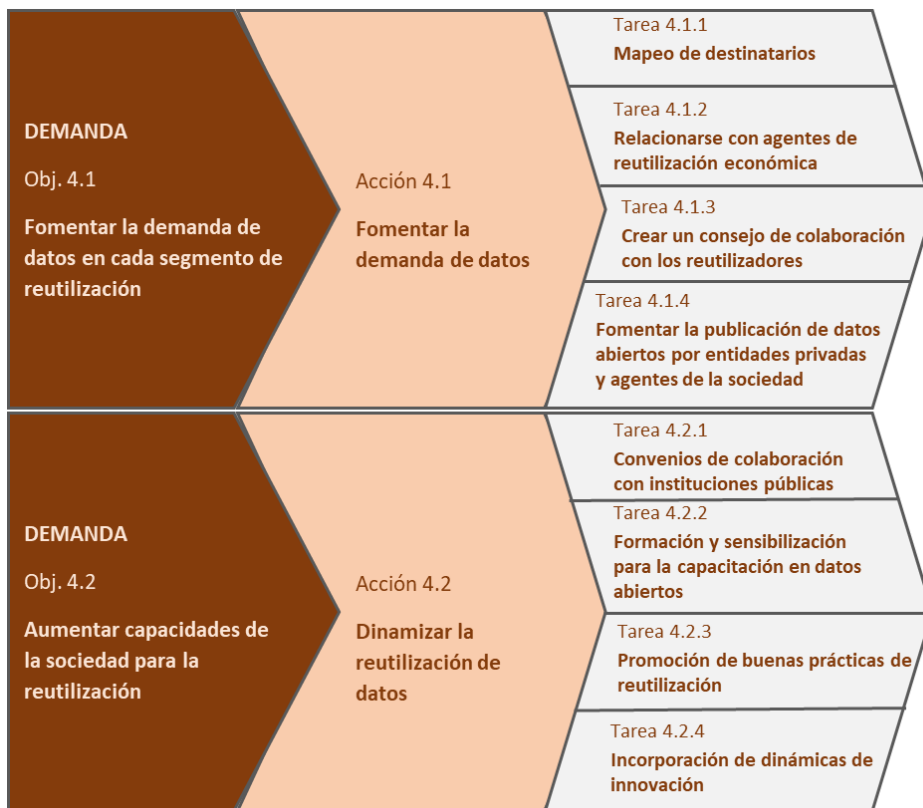 DEMANDA
Obj. 4.1
Fomentar la demanda de
datos en cada segmento de
reutilización
Acción 4.1
Fomentar la
demanda de datos
Tarea 4.1.1
Mapeo de destinatarios
Tarea 4.1.2
Relacionarse con agentes de
reutilización económica
Tarea 4.1.3
Crear un consejo de colaboración
con los reutilizadores
Tarea 4.1.4
Fomentar la publicación de datos
abiertos por entidades privadas
y agentes de la sociedad
DEMANDA
Obj. 4.2
Aumentar capacidades de
la sociedad para la
reutilización
Acción 4.2
Dinamizar la
reutilización de
datos
Tarea 4.2.1
Convenios de colaboración
con instituciones públicas
Tarea 4.2.2
Formación y sensibilización
para la capacitación en datos
abiertos
Tarea 4.2.3
Promoción de buenas prácticas de
reutilización
Tarea 4.2.4
Incorporación de dinámicas de
innovación